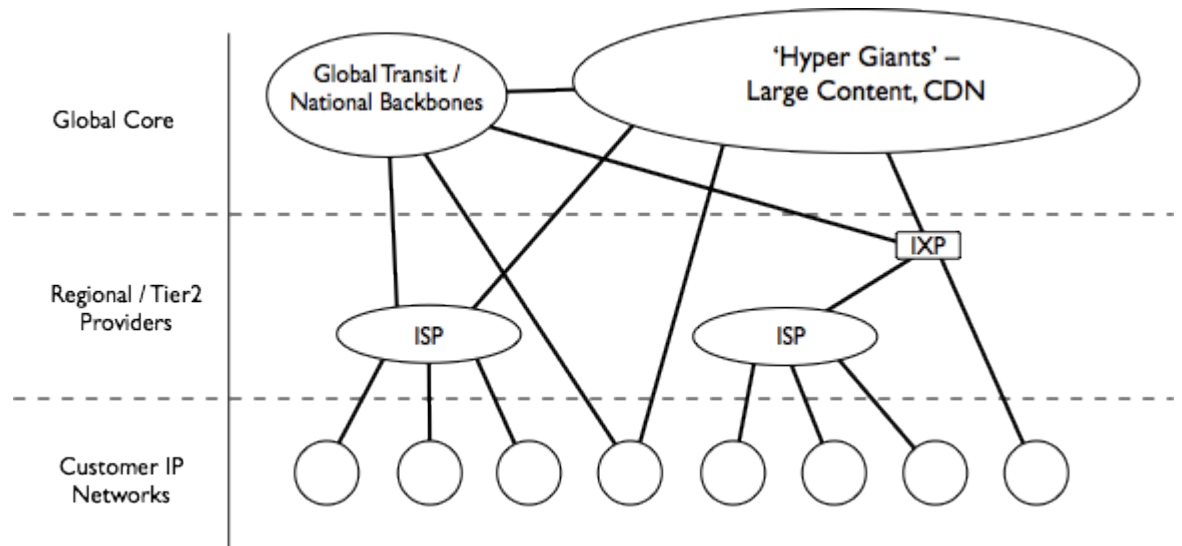 Global Core
Global Transit /
National Backbones
'Hyper Giants' –
Large Content, CDN
Regional / Tier2
Providers
IXP
ISP
ISP
Customer IP
Networks